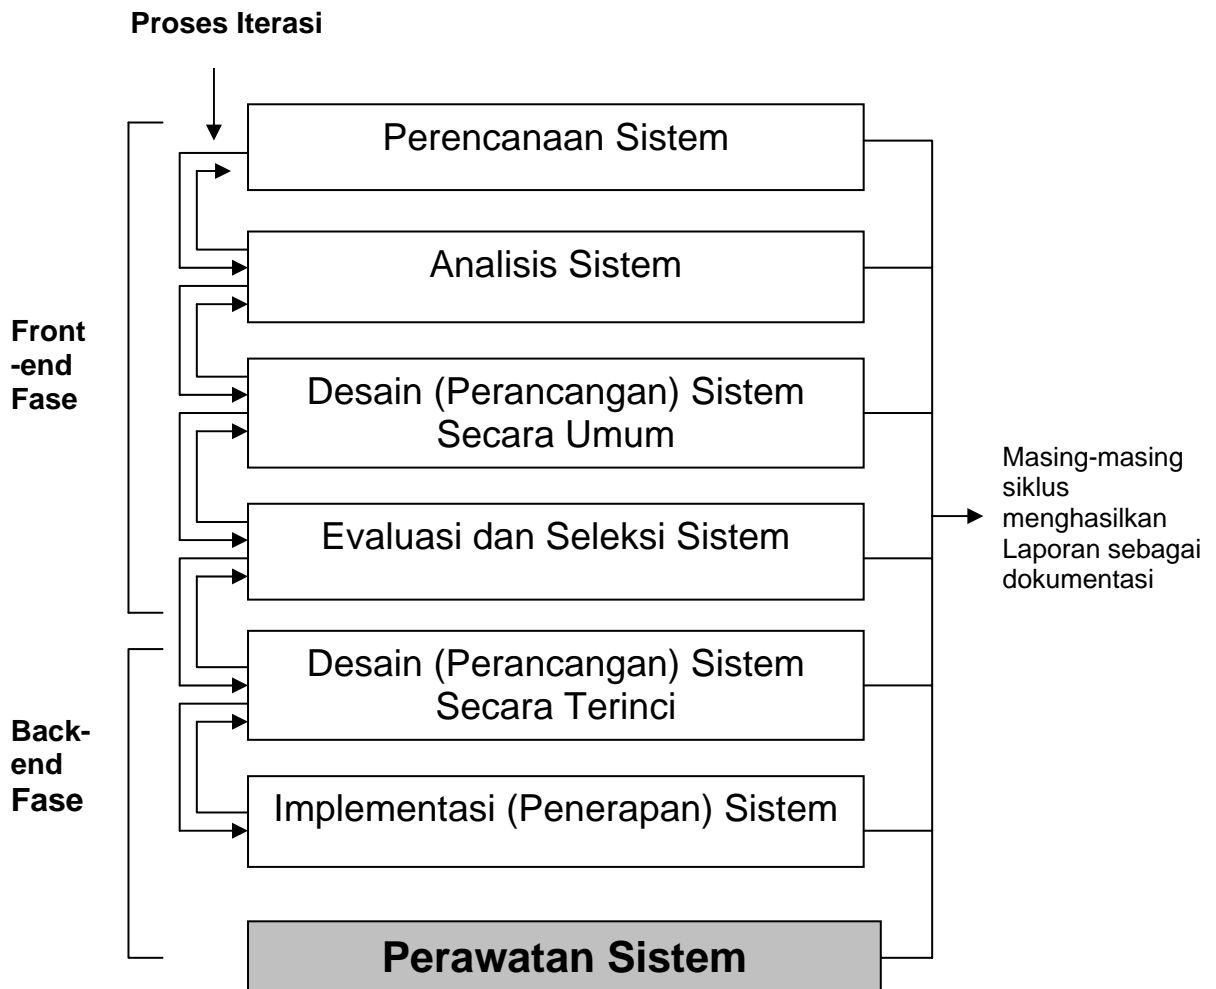 Proses Iterasi
Perencanaan Sistem
Analisis Sistem
Front
-end
Fase
Desain (Perancangan) Sistem
Secara Umum
Evaluasi dan Seleksi Sistem
Masing-masing
siklus
menghasilkan
Laporan sebagai
dokumentasi
Desain (Perancangan) Sistem
Secara Terinci
Back-
end
Fase
Implementasi (Penerapan) Sistem
Perawatan Sistem